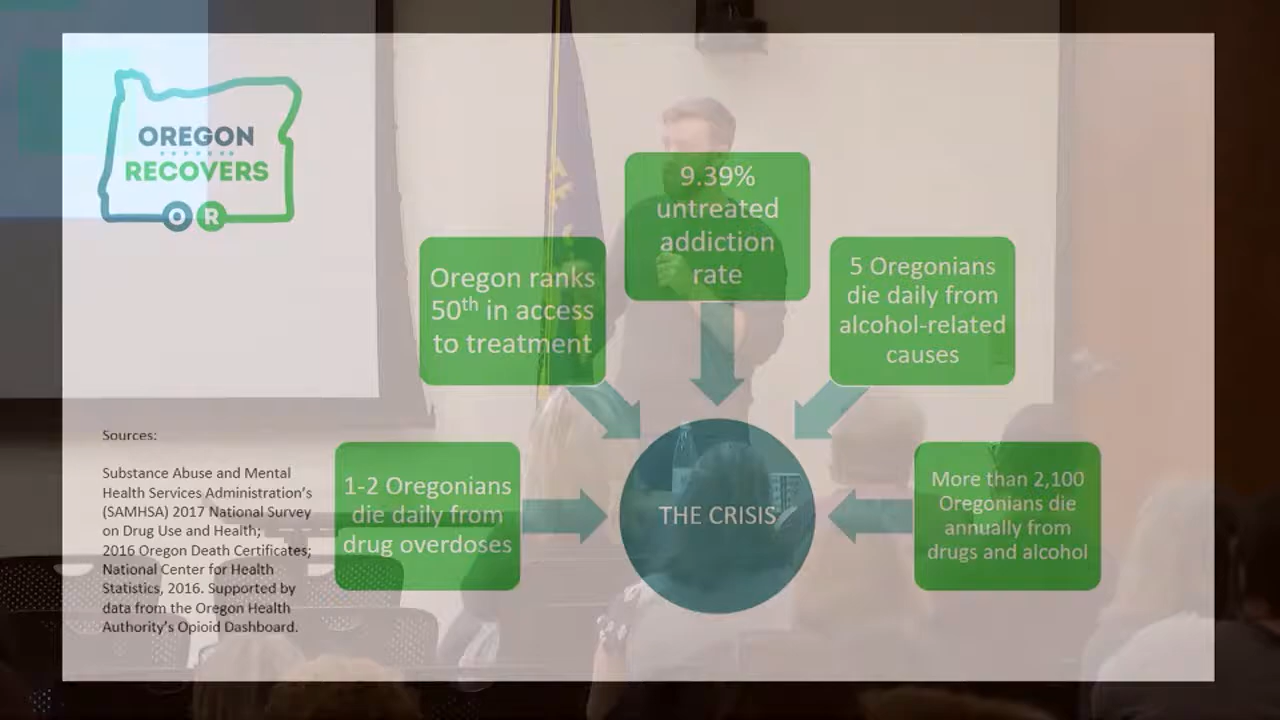 OREGON
RECOVERS
O R
9.39%
untreated
addiction
rate
Oregon ranks
50th in access
to treatment
5 Oregonians
die daily from
alcohol-related
causes
1-2 Oregonians
die daily from
drug overdoses
THE CRISIS
More than 2,100
Oregonians die
annually from
drugs and alcohol
Sources:
Substance Abuse and Mental
Health Services Administration's
(SAMHSA) 2017 National Survey
on Drug Use and Health;
2016 Oregon Death Certificates;
National Center for Health
Statistics, 2016. Supported by
data from the Oregon Health
Authority's Opioid Dashboard.